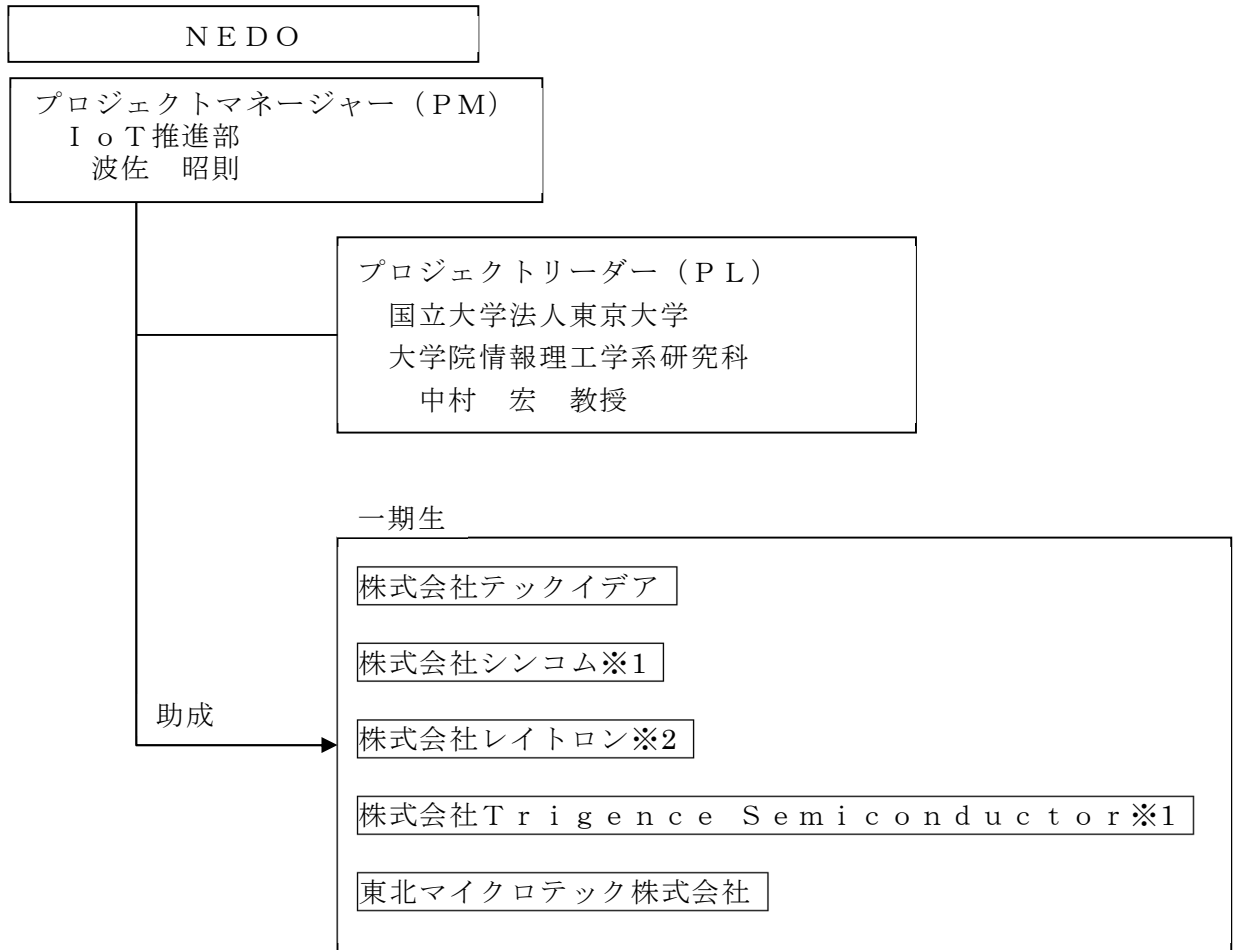 ＮＥＤＯ
プロジェクトマネージャー（ＰＭ）
ＩｏＴ推進部
波佐　昭則
プロジェクトリーダー（ＰＬ）
国立大学法人東京大学
大学院情報理工学系研究科
中村　宏　教授
一期生
株式会社テックイデア
株式会社シンコム※1
助成
株式会社レイトロン※2
株式会社Ｔｒｉｇｅｎｃｅ　Ｓｅｍｉｃｏｎｄｕｃｔｏｒ※1
東北マイクロテック株式会社